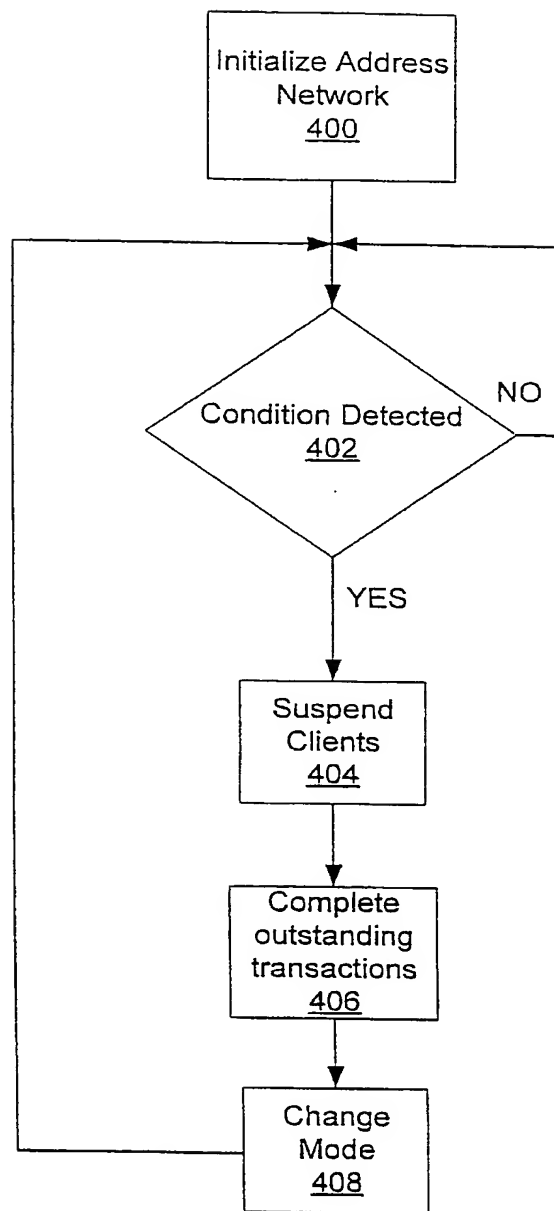 Initialize Address
Network
400
Condition Detected
402
NO
YES
Suspend
Clients
404
Complete
outstanding
transactions
406
Change
Mode
408